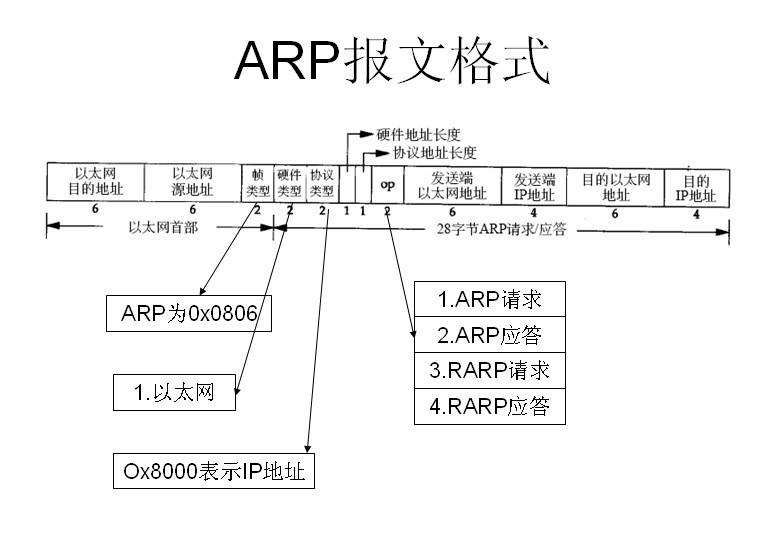 ARP报文格式
硬件地址长度
协议地址长度
以太网
目的地址
以太网
源地址
帧
类型
硬件
类型
协议
类型
op
发送端
以太网地址
发送端
IP地址
目的以太网
地址
目的
IP地址
6 6 2 2 2 1 1 2 6 4 6 4
以太网首部
28字节ARP请求/应答
ARP为0x0806
1.以太网
Ox8000表示IP地址
1.ARP请求
2.ARP应答
3.RARP请求
4.RARP应答